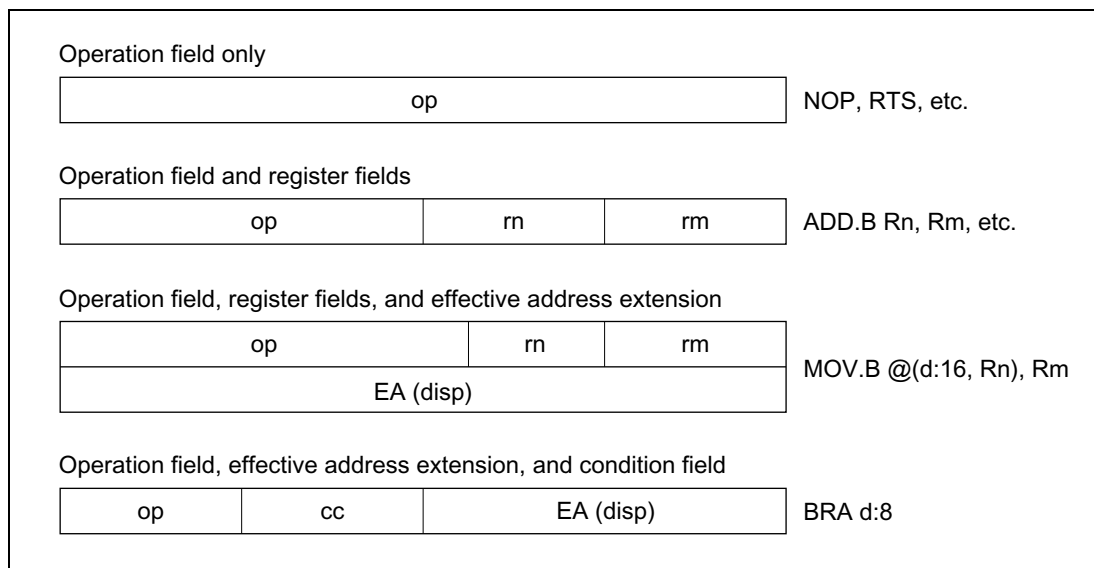 Operation field only
op
NOP, RTS, etc.
Operation field and register fields
op rn rm
ADD.B Rn, Rm, etc.
Operation field, register fields, and effective address extension
op rn rm
MOV.B @(d:16, Rn), Rm
EA (disp)
Operation field, effective address extension, and condition field
op cc EA (disp)
BRA d:8